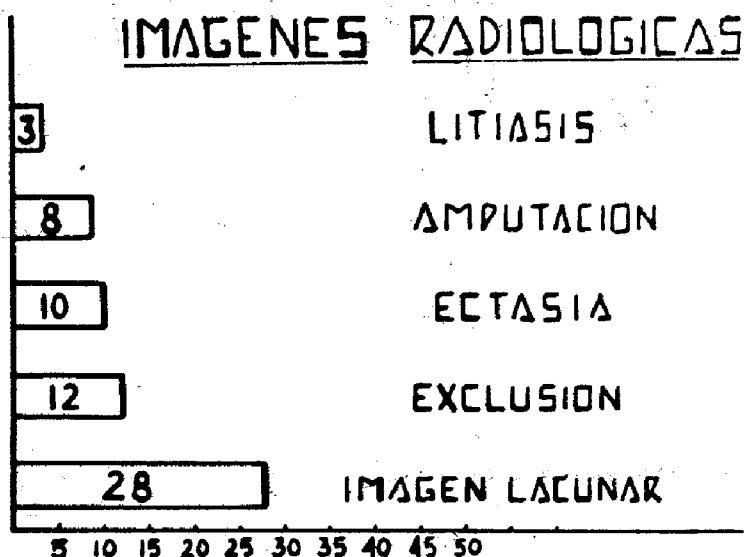 IMAGENES RADIOLOGICAS
3 LITIASIS
8 AMPUTACION
10 ECTASIA
12 EXCLUSION
28 IMAGEN LACUNAR
5 10 15 20 25 30 35 40 45 50